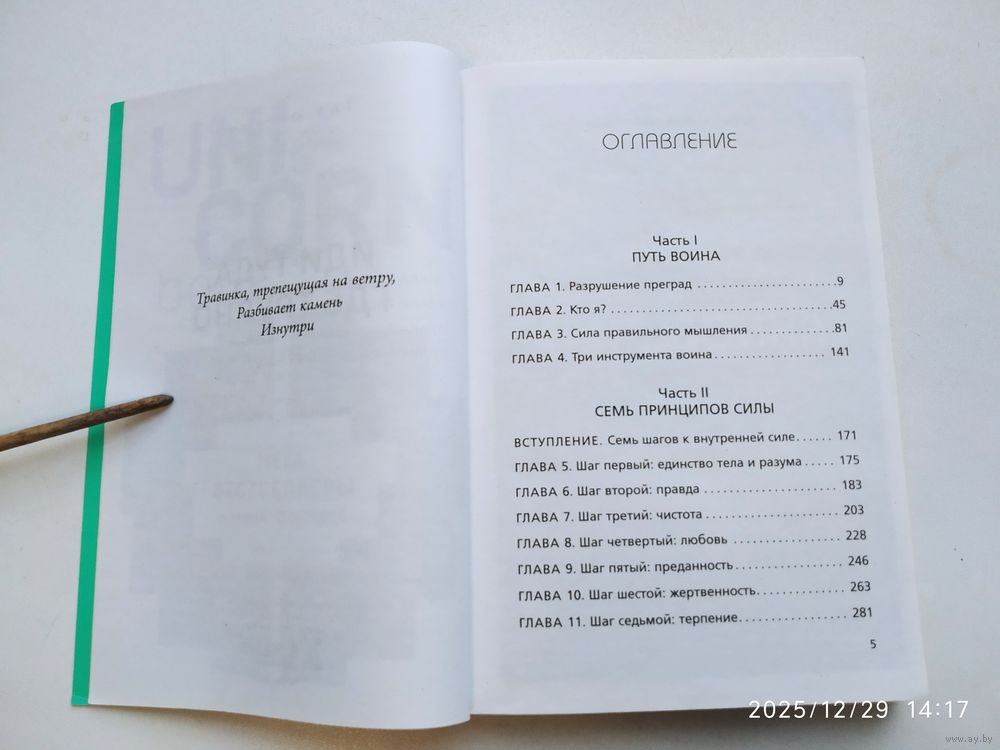 Травинка, трепещущая на ветру,
Разбивает камень
Изнутри
ОГЛАВЛЕНИЕ
Часть I
ПУТЬ ВОИНА
ГЛАВА 1. Разрушение преград ......................9
ГЛАВА 2. Кто я? ..................................45
ГЛАВА 3. Сила правильного мышления .............81
ГЛАВА 4. Три инструмента воина ................. 141
Часть II
СЕМЬ ПРИНЦИПОВ СИЛЫ
ВСТУПЛЕНИЕ. Семь шагов к внутренней силе...... 171
ГЛАВА 5. Шаг первый: единство тела и разума ..... 175
ГЛАВА 6. Шаг второй: правда .................... 183
ГЛАВА 7. Шаг третий: чистота .................... 203
ГЛАВА 8. Шаг четвертый: любовь ................ 228
ГЛАВА 9. Шаг пятый: преданность................ 246
ГЛАВА 10. Шаг шестой: жертвенность............. 263
ГЛАВА 11. Шаг седьмой: терпение................ 281
5
2025/12/29 14:17
www.ay.by